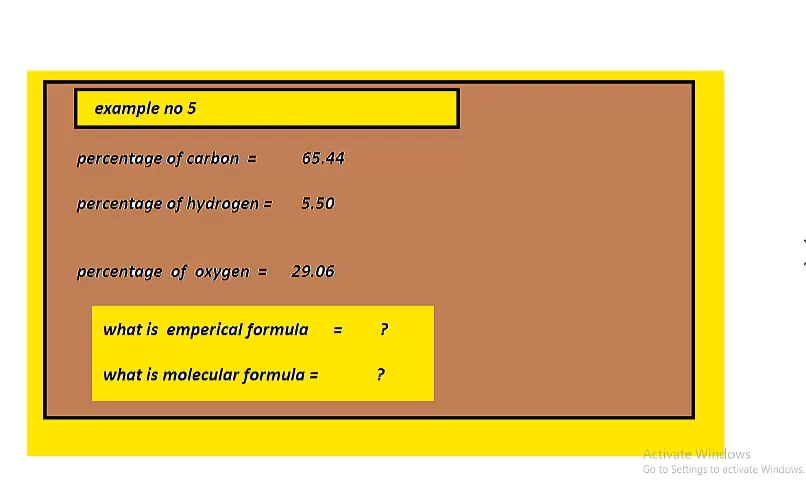 example no 5
percentage of carbon = 65.44
percentage of hydrogen = 5.50
percentage of oxygen = 29.06
what is emperical formula = ?
what is molecular formula = ?
Activate Windows
Go to Settings to activate Windows.